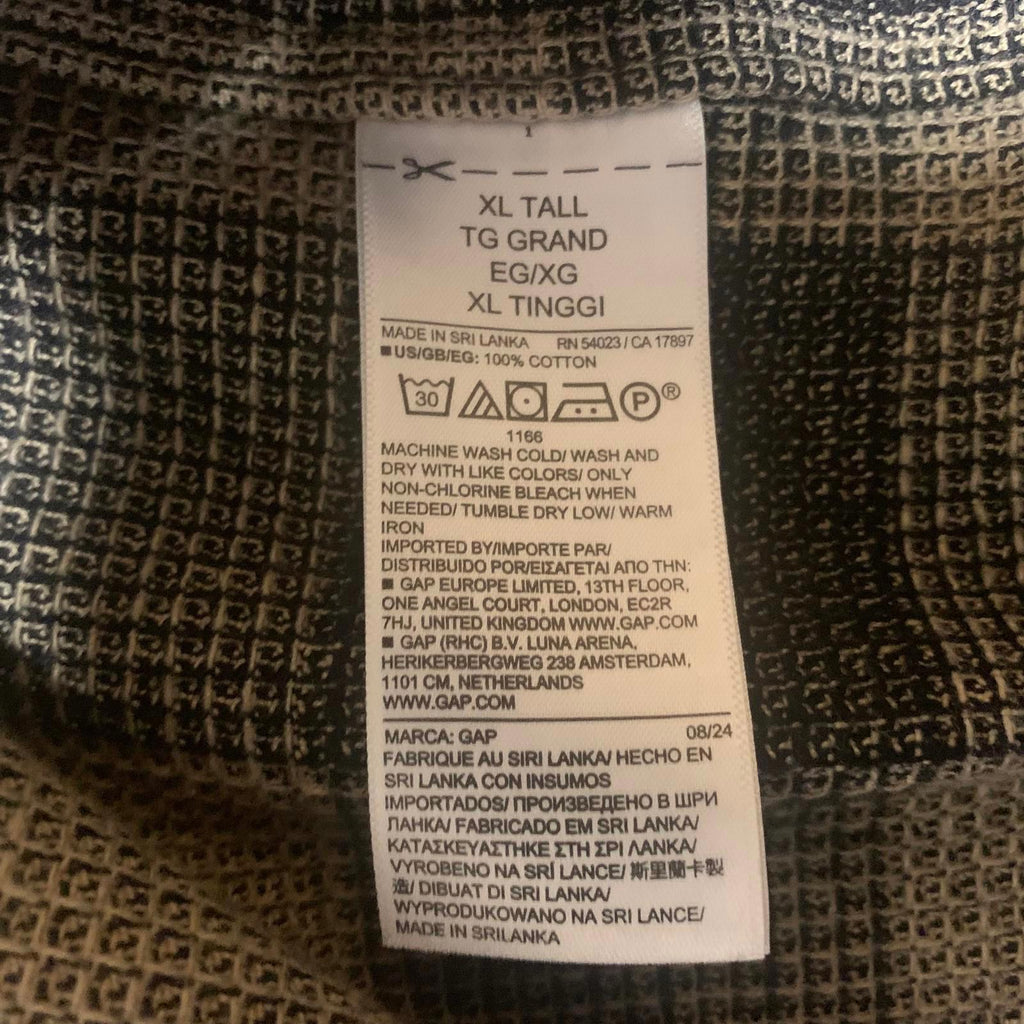 1
XL TALL
TG GRAND
EG/XG
XL TINGGI
MADE IN SRI LANKA RN 54023 / CA 17897
■US/GB/EG: 100% COTTON
30 P ®
1166
MACHINE WASH COLD/ WASH AND
DRY WITH LIKE COLORS/ ONLY
NON-CHLORINE BLEACH WHEN
NEEDED/ TUMBLE DRY LOW/ WARM
IRON
IMPORTED BY/IMPORTE PAR/
DISTRIBUIDO POR/ΕΙΣΑΓΕΤΑΙ ΑΠΟ ΤΗΝ:
■ GAP EUROPE LIMITED, 13TH FLOOR,
ONE ANGEL COURT, LONDON, EC2R
7HJ, UNITED KINGDOM WWW.GAP.COM
■ GAP (RHC) B.V. LUNA ARENA,
HERIKERBERGWEG 238 AMSTERDAM,
1101 CM, NETHERLANDS
WWW.GAP.COM
MARCA: GAP 08/24
FABRIQUE AU SIRI LANKA/ HECHO EN
SRI LANKA CON INSUMOS
IMPORTADOS/ ПРОИЗВЕДЕНО В ШРИ
ЛАНКА/ FABRICADO EM SRI LANKA/
ΚΑΤΑΣΚΕΥΑΣΤΗΚΕ ΣΤΗ ΣΡΙ ΛΑΝΚΑ/
VYROBENO NA SRÍ LANCE/ 斯里蘭卡製
造/ DIBUAT DI SRI LANKA/
WYPRODUKOWANO NA SRI LANCE/
MADE IN SRILANKA